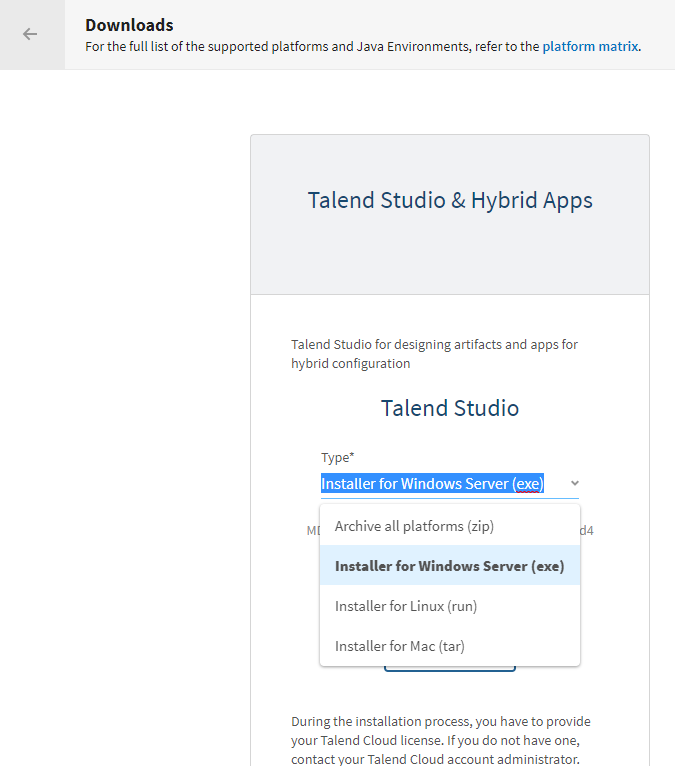 Downloads
For the full list of the supported platforms and Java Environments, refer to the platform matrix.
Talend Studio & Hybrid Apps
Talend Studio for designing artifacts and apps for
hybrid configuration
Talend Studio
Type*
Installer for Windows Server (exe)
Archive all platforms (zip)
d4
Installer for Windows Server (exe)
Installer for Linux (run)
Installer for Mac (tar)
During the installation process, you have to provide
your Talend Cloud license. If you do not have one,
contact your Talend Cloud account administrator.